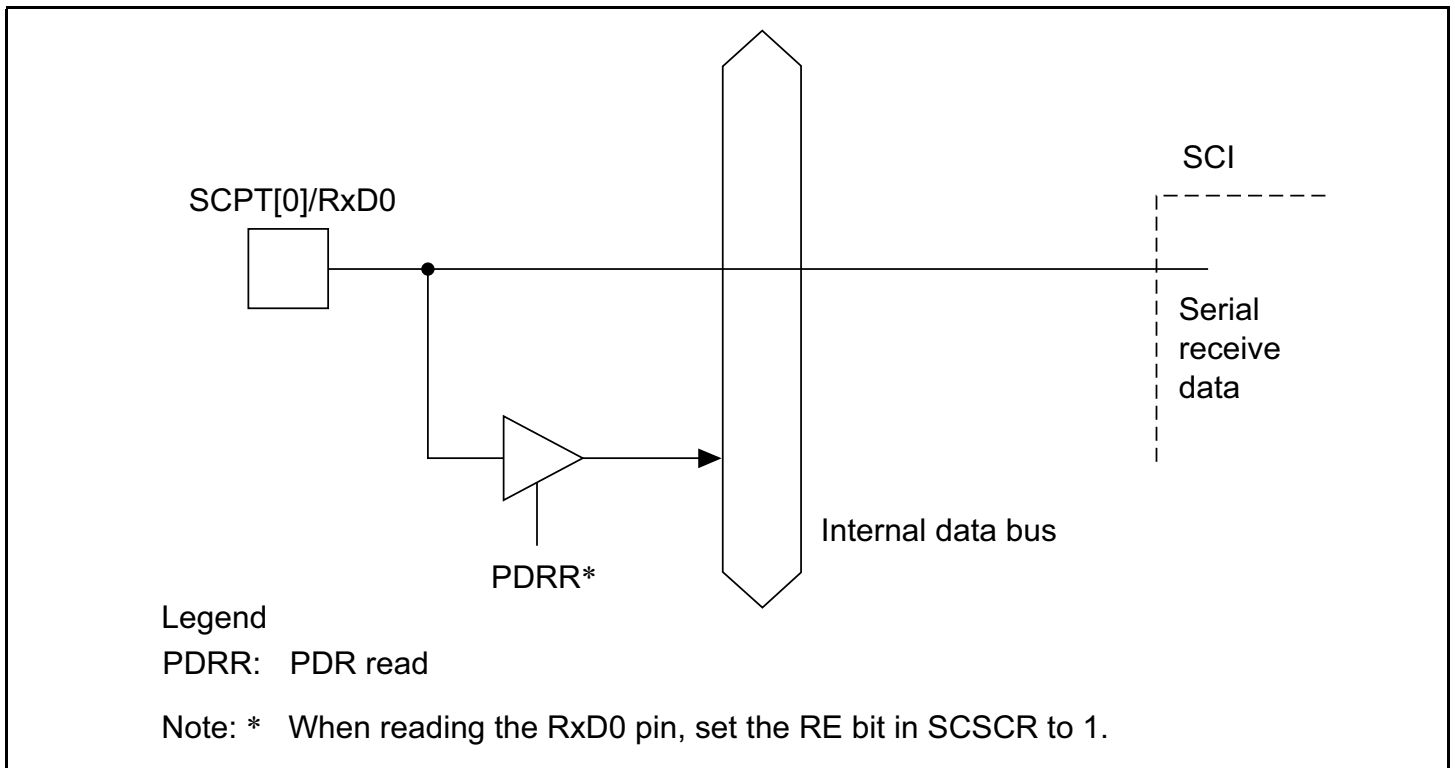 SCI
SCPT[0]/RxD0
Serial
receive
data
Internal data bus
PDRR*
Legend
PDRR: PDR read
Note: * When reading the RxD0 pin, set the RE bit in SCSCR to 1.